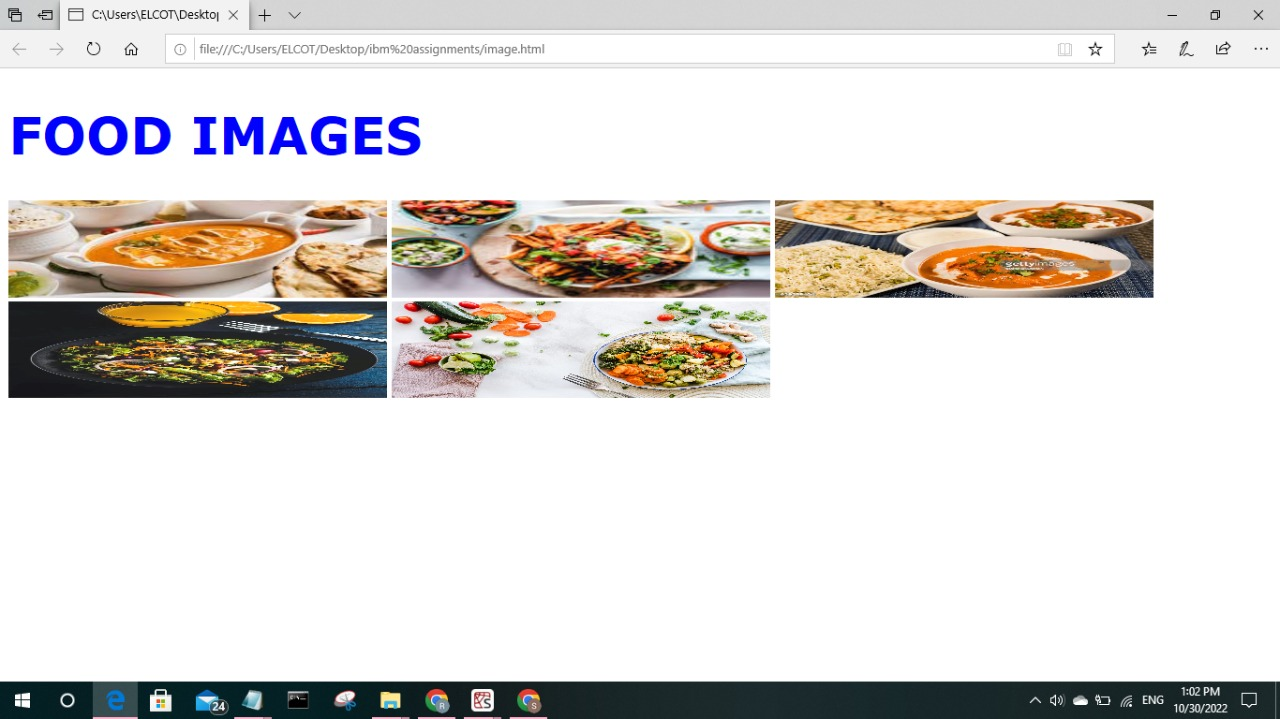 C:\Users\ELCOT\Desktop
file:///C:/Users/ELCOT/Desktop/ibm%20assignments/image.html
FOOD IMAGES
gettyimages
24
R
S
ENG
1:02 PM
10/30/2022